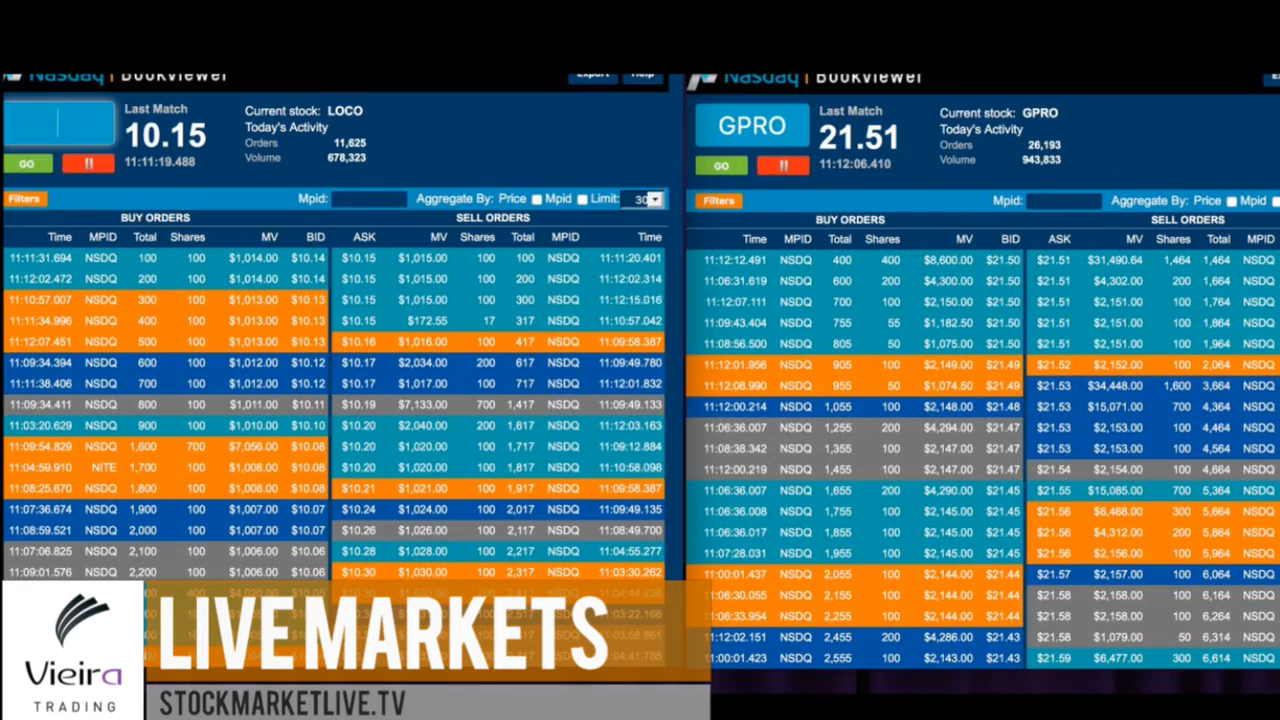 Nasdaq | Bookviewer
Export Help
Last Match
10.15
11:11:19.488
Current stock: LOCO
Today's Activity
Orders 11,625
Volume 678,323
GO
Filters
Mpid: Aggregate By: Price Mpid Limit: 30
BUY ORDERS SELL ORDERS
Time MPID Total Shares MV BID ASK MV Shares Total MPID Time
11:11:31.694 NSDQ 100 100 $1,014.00 $10.14 $10.15 $1,015.00 100 100 NSDQ 11:11:20.401
11:12:02.472 NSDQ 200 100 $1,014.00 $10.14 $10.15 $1,015.00 100 200 NSDQ 11:12:02.314
11:10:57.007 NSDQ 300 100 $1,013.00 $10.13 $10.15 $1,015.00 100 300 NSDQ 11:12:15.016
11:11:34.996 NSDQ 400 100 $1,013.00 $10.13 $10.15 $172.55 17 317 NSDQ 11:10:57.042
11:12:07.451 NSDQ 500 100 $1,013.00 $10.13 $10.16 $1,016.00 100 417 NSDQ 11:09:58.387
11:09:34.394 NSDQ 600 100 $1,012.00 $10.12 $10.17 $2,034.00 200 617 NSDQ 11:09:49.780
11:11:38.406 NSDQ 700 100 $1,012.00 $10.12 $10.17 $1,017.00 100 717 NSDQ 11:12:01.832
11:09:34.411 NSDQ 800 100 $1,011.00 $10.11 $10.19 $7,133.00 700 1,417 NSDQ 11:09:49.133
11:03:20.629 NSDQ 900 100 $1,010.00 $10.10 $10.20 $2,040.00 200 1,617 NSDQ 11:12:03.163
11:09:54.829 NSDQ 1,600 700 $7,056.00 $10.08 $10.20 $1,020.00 100 1,717 NSDQ 11:09:12.884
11:04:59.910 NITE 1,700 100 $1,008.00 $10.08 $10.20 $1,020.00 100 1,817 NSDQ 11:10:58.098
11:08:25.670 NSDQ 1,800 100 $1,008.00 $10.08 $10.21 $1,021.00 100 1,917 NSDQ 11:09:58.387
11:07:36.674 NSDQ 1,900 100 $1,007.00 $10.07 $10.24 $1,024.00 100 2,017 NSDQ 11:09:49.135
11:08:59.521 NSDQ 2,000 100 $1,007.00 $10.07 $10.26 $1,026.00 100 2,117 NSDQ 11:08:49.700
11:07:06.825 NSDQ 2,100 100 $1,006.00 $10.06 $10.28 $1,028.00 100 2,217 NSDQ 11:04:55.277
11:09:01.576 NSDQ 2,200 100 $1,006.00 $10.06 $10.30 $1,030.00 100 2,317 NSDQ 11:03:30.262
Nasdaq | Bookviewer
GPRO
Last Match
21.51
11:12:06.410
Current stock: GPRO
Today's Activity
Orders 26,193
Volume 943,833
GO
Filters
Mpid: Aggregate By: Price Mpid
BUY ORDERS SELL ORDERS
Time MPID Total Shares MV BID ASK MV Shares Total MPID
11:12:12.491 NSDQ 400 400 $8,600.00 $21.50 $21.51 $31,490.64 1,464 1,464 NSDQ
11:06:31.619 NSDQ 600 200 $4,300.00 $21.50 $21.51 $4,302.00 200 1,664 NSDQ
11:12:07.111 NSDQ 700 100 $2,150.00 $21.50 $21.51 $2,151.00 100 1,764 NSDQ
11:09:43.404 NSDQ 755 55 $1,182.50 $21.50 $21.51 $2,151.00 100 1,864 NSDQ
11:08:56.500 NSDQ 805 50 $1,075.00 $21.50 $21.51 $2,151.00 100 1,964 NSDQ
11:12:01.956 NSDQ 905 100 $2,149.00 $21.49 $21.52 $2,152.00 100 2,064 NSDQ
11:12:08.990 NSDQ 955 50 $1,074.50 $21.49 $21.53 $34,448.00 1,600 3,664 NSDQ
11:12:00.214 NSDQ 1,055 100 $2,148.00 $21.48 $21.53 $15,071.00 700 4,364 NSDQ
11:06:36.007 NSDQ 1,255 200 $4,294.00 $21.47 $21.53 $2,153.00 100 4,464 NSDQ
11:08:38.342 NSDQ 1,355 100 $2,147.00 $21.47 $21.53 $2,153.00 100 4,564 NSDQ
11:12:00.219 NSDQ 1,455 100 $2,147.00 $21.47 $21.54 $2,154.00 100 4,664 NSDQ
11:06:36.007 NSDQ 1,655 200 $4,290.00 $21.45 $21.55 $15,085.00 700 5,364 NSDQ
11:06:36.008 NSDQ 1,755 100 $2,145.00 $21.45 $21.56 $6,468.00 300 5,664 NSDQ
11:06:36.017 NSDQ 1,855 100 $2,145.00 $21.45 $21.56 $4,312.00 200 5,864 NSDQ
11:07:28.031 NSDQ 1,955 100 $2,145.00 $21.45 $21.56 $2,156.00 100 5,964 NSDQ
11:00:01.437 NSDQ 2,055 100 $2,144.00 $21.44 $21.57 $2,157.00 100 6,064 NSDQ
11:06:30.055 NSDQ 2,155 100 $2,144.00 $21.44 $21.58 $2,158.00 100 6,164 NSDQ
11:06:33.954 NSDQ 2,255 100 $2,144.00 $21.44 $21.58 $2,158.00 100 6,264 NSDQ
11:12:02.151 NSDQ 2,455 200 $4,286.00 $21.43 $21.58 $1,079.00 50 6,314 NSDQ
11:00:01.423 NSDQ 2,555 100 $2,143.00 $21.43 $21.59 $6,477.00 300 6,614 NSDQ
LIVE MARKETS
STOCKMARKETLIVE.TV
Vieira
TRADING